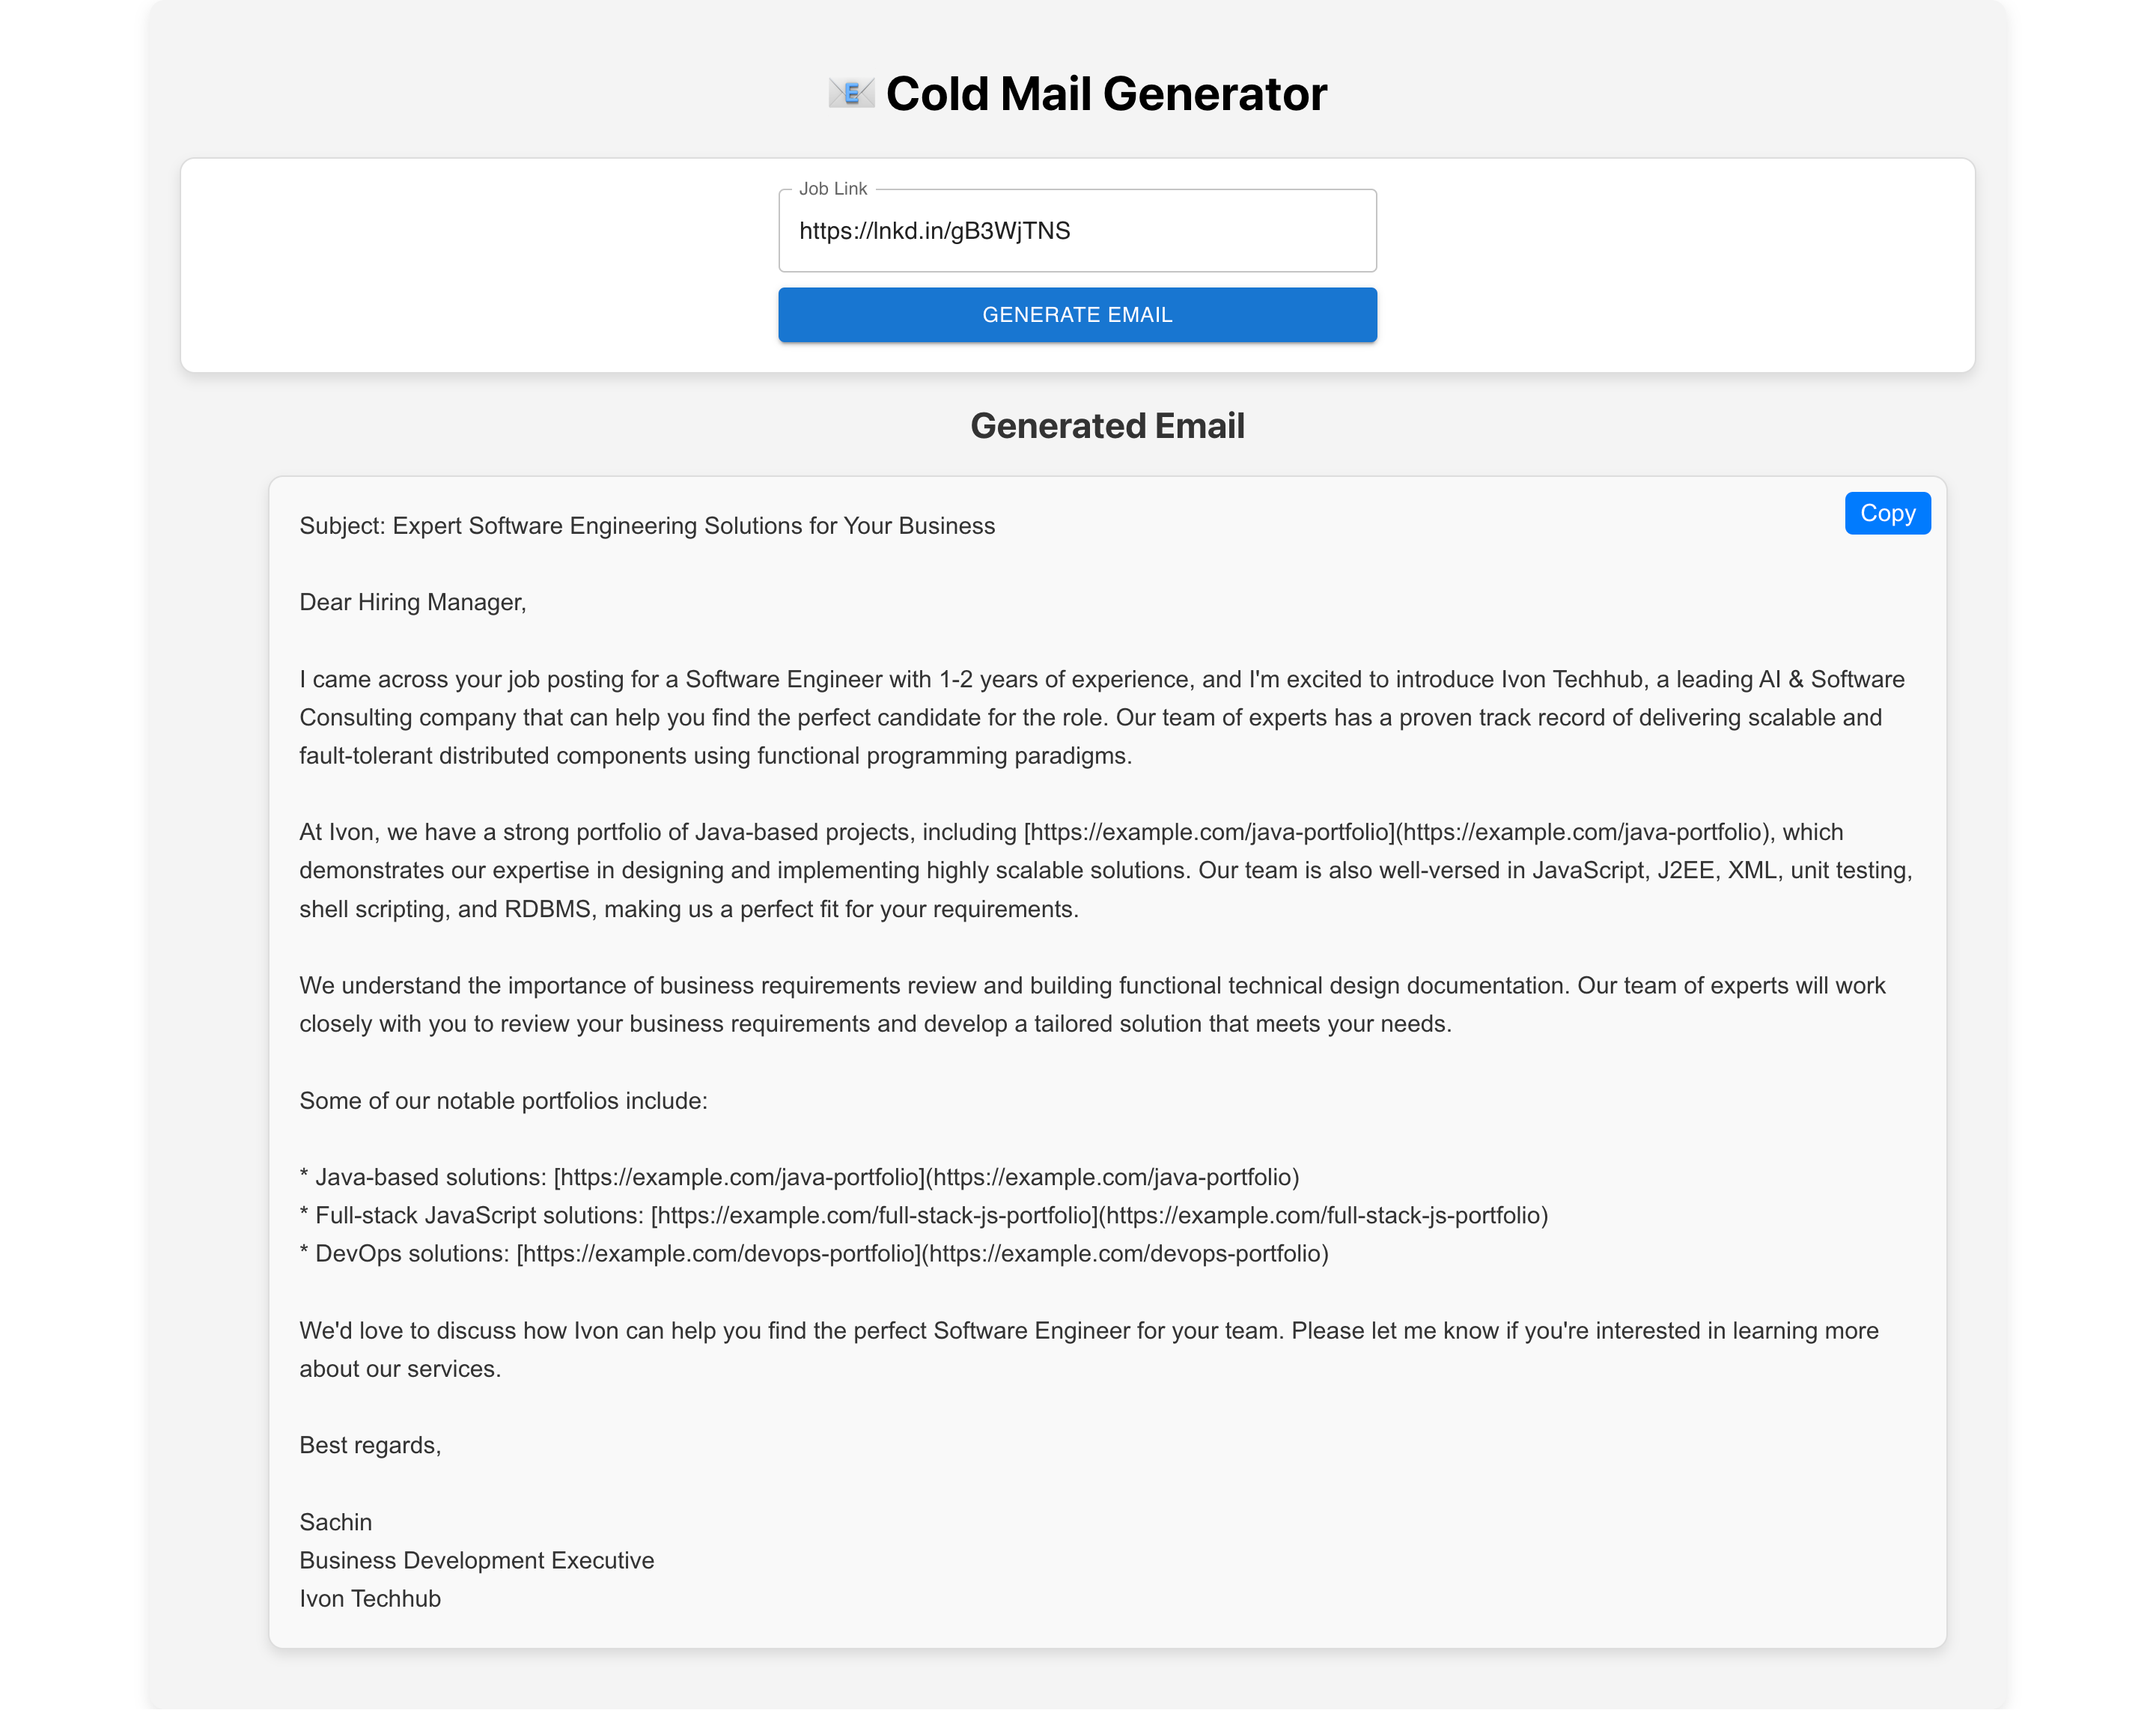 Cold Mail Generator
Job Link
https://lnkd.in/gB3WjTNS
GENERATE EMAIL
Generated Email
Copy
Subject: Expert Software Engineering Solutions for Your Business
Dear Hiring Manager,
I came across your job posting for a Software Engineer with 1-2 years of experience, and I'm excited to introduce Ivon Techhub, a leading AI & Software
Consulting company that can help you find the perfect candidate for the role. Our team of experts has a proven track record of delivering scalable and
fault-tolerant distributed components using functional programming paradigms.
At Ivon, we have a strong portfolio of Java-based projects, including [https://example.com/java-portfolio](https://example.com/java-portfolio), which
demonstrates our expertise in designing and implementing highly scalable solutions. Our team is also well-versed in JavaScript, J2EE, XML, unit testing,
shell scripting, and RDBMS, making us a perfect fit for your requirements.
We understand the importance of business requirements review and building functional technical design documentation. Our team of experts will work
closely with you to review your business requirements and develop a tailored solution that meets your needs.
Some of our notable portfolios include:
* Java-based solutions: [https://example.com/java-portfolio](https://example.com/java-portfolio)
* Full-stack JavaScript solutions: [https://example.com/full-stack-js-portfolio](https://example.com/full-stack-js-portfolio)
* DevOps solutions: [https://example.com/devops-portfolio](https://example.com/devops-portfolio)
We'd love to discuss how Ivon can help you find the perfect Software Engineer for your team. Please let me know if you're interested in learning more
about our services.
Best regards,
Sachin
Business Development Executive
Ivon Techhub